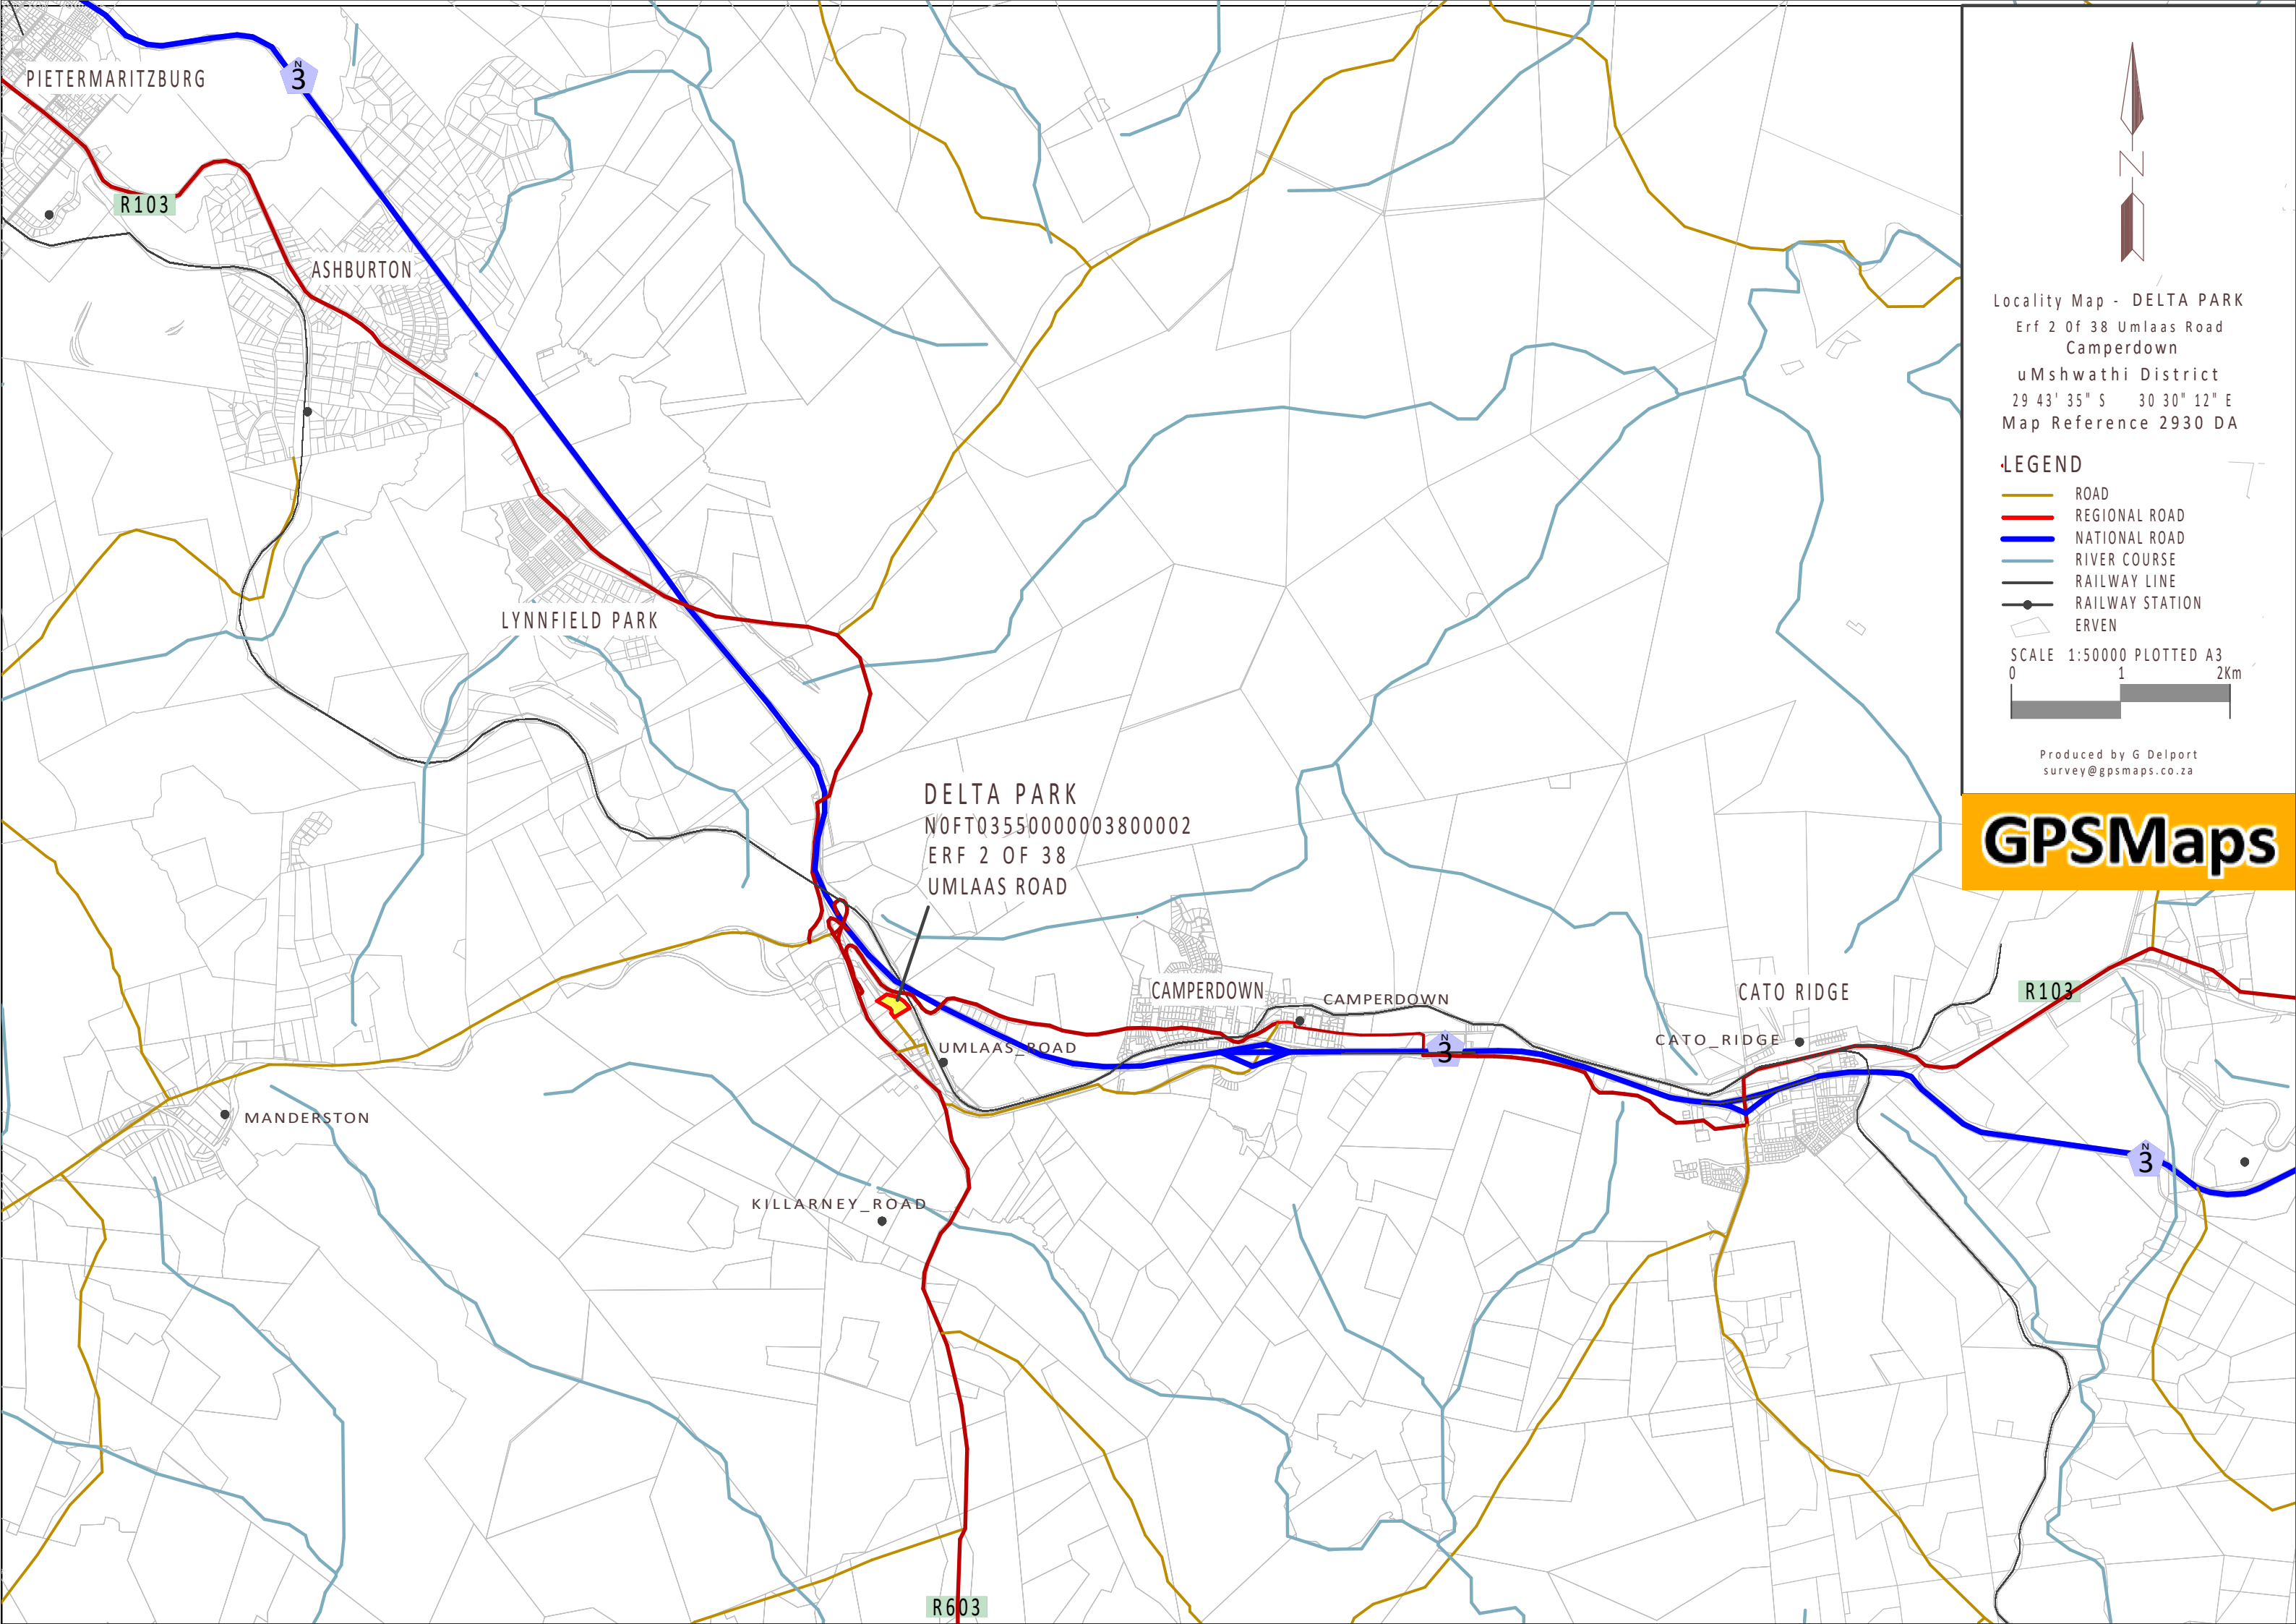 PIETERMARITZBURG
N
3
R103
ASHBURTON
LYNNFIELD PARK
DELTA PARK
N0FT03550000003800002
ERF 2 OF 38
UMLAAS ROAD
CAMPERDOWN
CAMPERDOWN
CATO RIDGE
R103
CATO_RIDGE
UMLAAS_ROAD
N
3
MANDERSTON
N
3
KILLARNEY_ROAD
R603
N
Locality Map - DELTA PARK
Erf 2 Of 38 Umlaas Road
Camperdown
uMshwathi District
29 43' 35" S 30 30" 12" E
Map Reference 2930 DA
LEGEND
ROAD
REGIONAL ROAD
NATIONAL ROAD
RIVER COURSE
RAILWAY LINE
RAILWAY STATION
ERVEN
SCALE 1:50000 PLOTTED A3
0 1 2Km
Produced by G Delport
survey@gpsmaps.co.za
GPSMaps